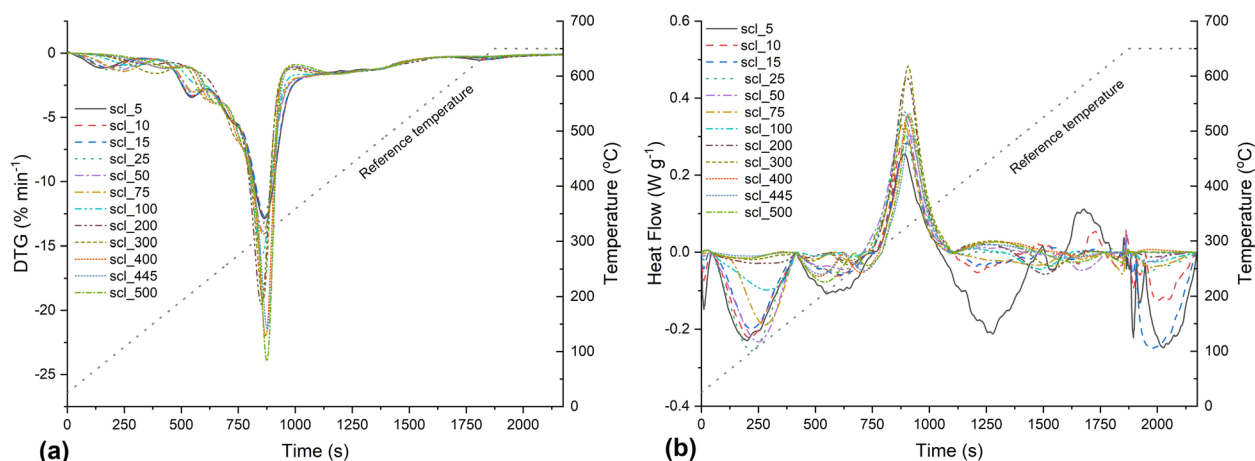 0
-5
-10
-15
-20
-25
DTG (% min⁻¹)
scl_5
scl_10
scl_15
scl_25
scl_50
scl_75
scl_100
scl_200
scl_300
scl_400
scl_445
scl_500
Reference temperature
700
600
500
400
300
200
100
0
Temperature (ºC)
0 250 500 750 1000 1250 1500 1750 2000
(a)
Time (s)
0.6
0.4
0.2
0.0
-0.2
-0.4
Heat Flow (W g⁻¹)
scl_5
scl_10
scl_15
scl_25
scl_50
scl_75
scl_100
scl_200
scl_300
scl_400
scl_445
scl_500
Reference temperature
700
600
500
400
300
200
100
0
Temperature (ºC)
0 250 500 750 1000 1250 1500 1750 2000
(b)
Time (s)